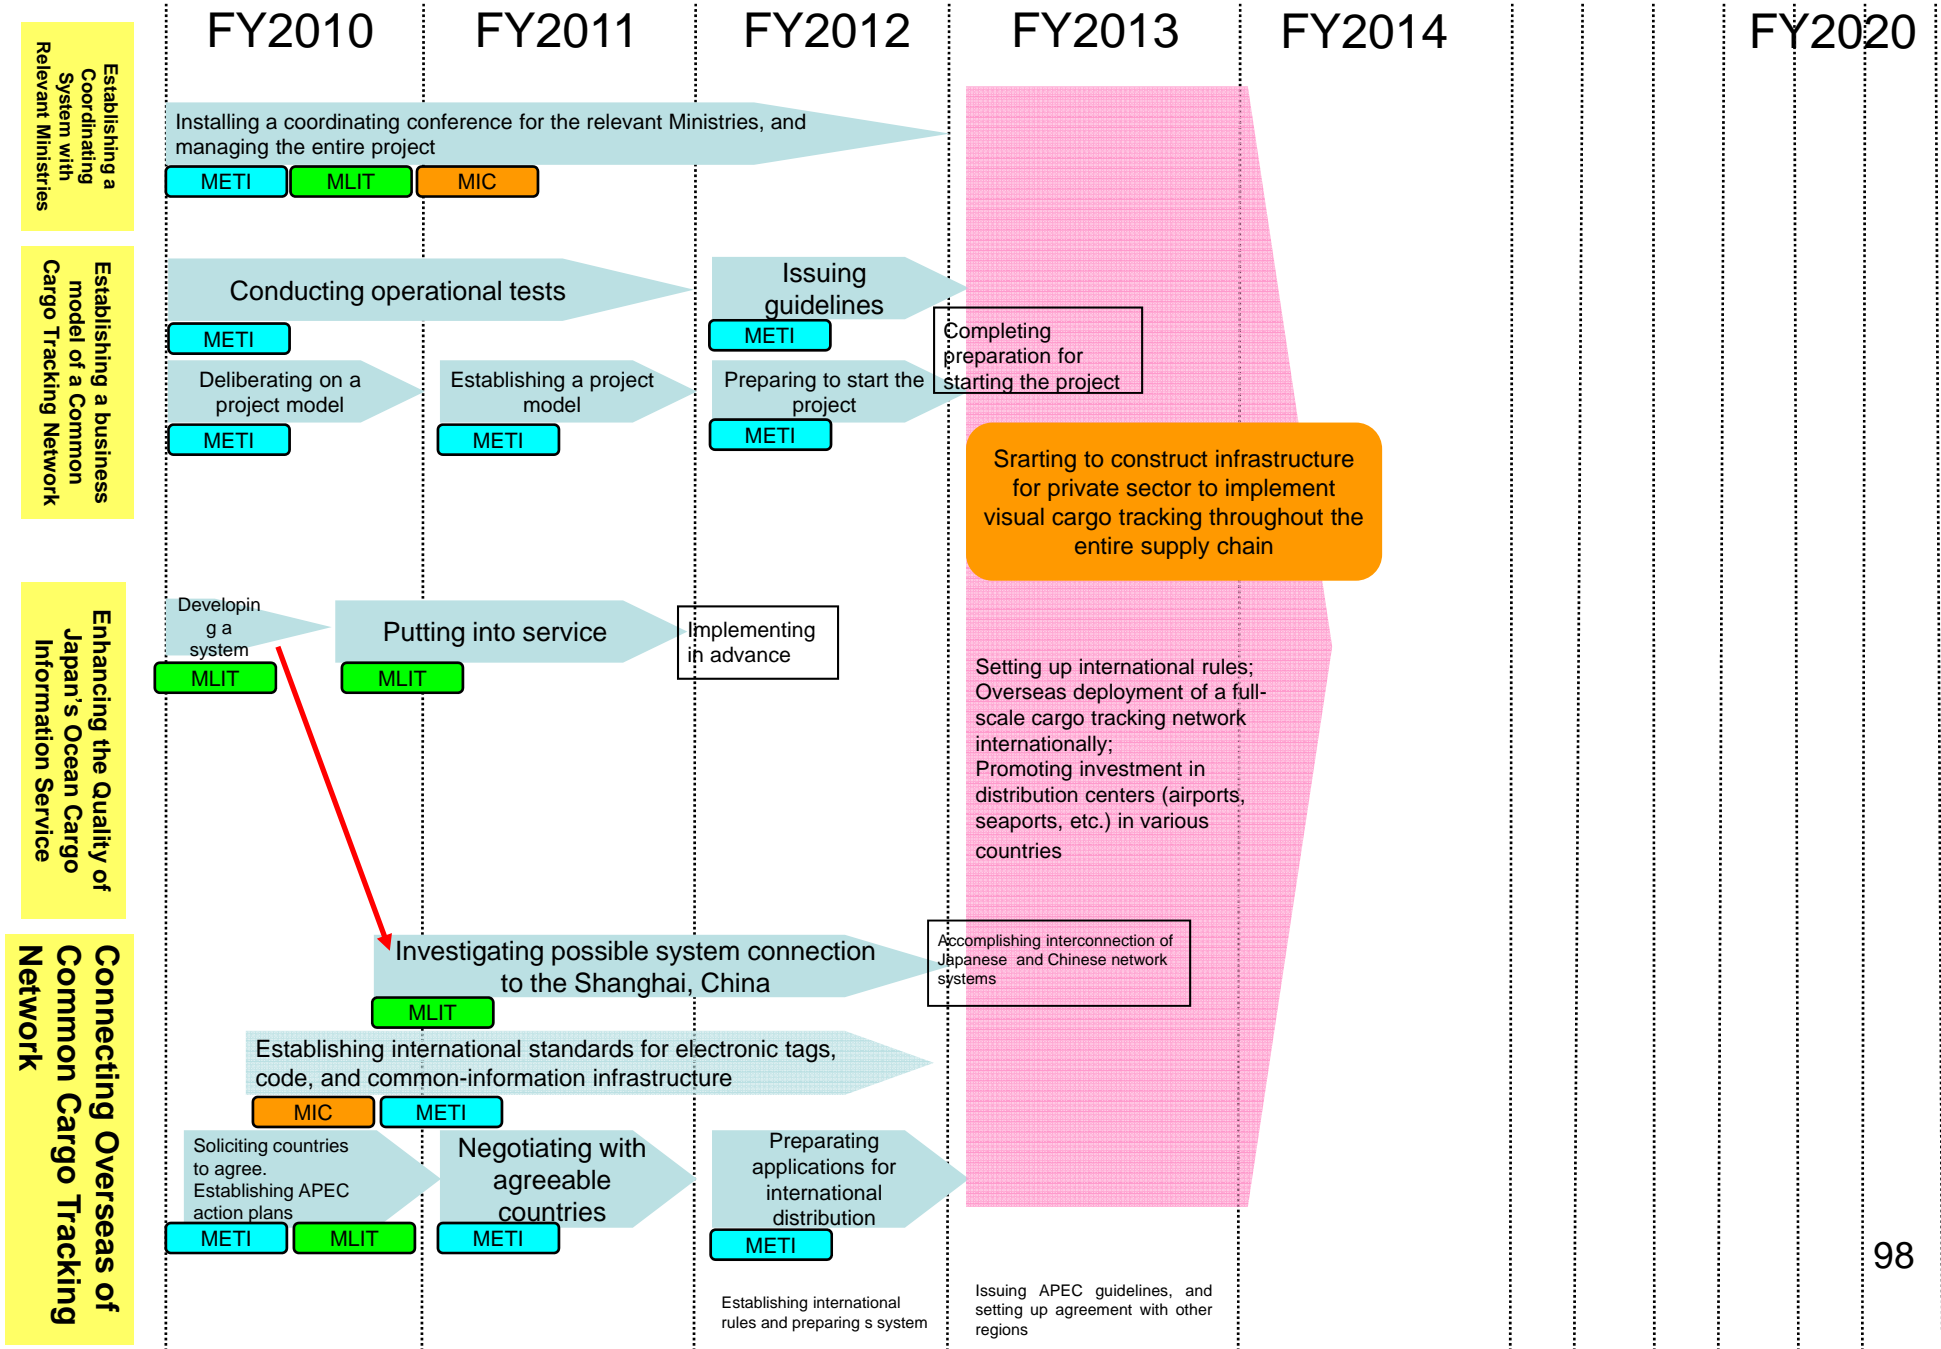 FY2010
FY2011
FY2012
FY2013
FY2014
FY2020
Establishing a
Coordinating
System with
Relevant Ministries
Installing a coordinating conference for the relevant Ministries, and
managing the entire project
METI
MLIT
MIC
Establishing a business
model of a Common
Cargo Tracking Network
Conducting operational tests
METI
Issuing
guidelines
METI
Completing
preparation for
starting the project
Deliberating on a
project model
METI
Establishing a project
model
METI
Preparing to start the
project
METI
Srarting to construct infrastructure
for private sector to implement
visual cargo tracking throughout the
entire supply chain
Enhancing the Quality of
Japan's Ocean Cargo
Information Service
Developin
g a
system
MLIT
Putting into service
MLIT
Implementing
in advance
Setting up international rules;
Overseas deployment of a full-
scale cargo tracking network
internationally;
Promoting investment in
distribution centers (airports,
seaports, etc.) in various
countries
Connecting Overseas of
Common Cargo Tracking
Network
Investigating possible system connection
to the Shanghai, China
MLIT
Accomplishing interconnection of
Japanese and Chinese network
systems
Establishing international standards for electronic tags,
code, and common-information infrastructure
MIC
METI
Soliciting countries
to agree.
Establishing APEC
action plans
METI
MLIT
Negotiating with
agreeable
countries
METI
Preparating
applications for
international
distribution
METI
Establishing international
rules and preparing s system
Issuing APEC guidelines, and
setting up agreement with other
regions
98